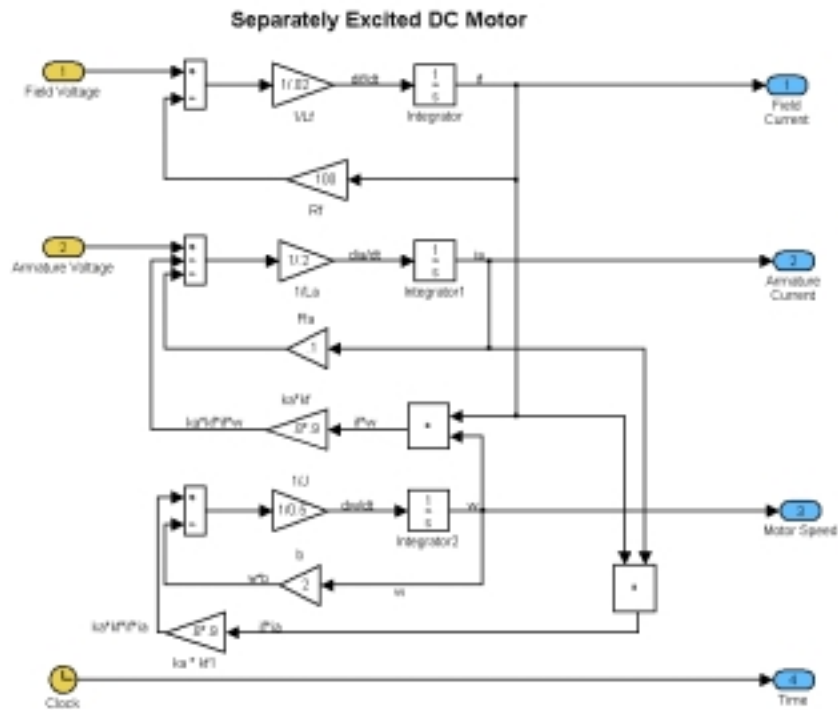 Separately Excited DC Motor
1
Field Voltage
+
-
1/.02
1/Lf
dif/dt
1
s
Integrator
if
1
Field
Current
100
Rf
2
Armature Voltage
+
-
-
1/.2
1/La
dia/dt
1
s
Integrator1
ia
2
Armature
Current
Ra
1
ka*kf
ka*kf*if*w
if*w
1/J
+
-
1/0.5
dw/dt
1
s
Integrator2
w
3
Motor Speed
b
w*b
2
w
ka*kf*if*ia
if*ia
ka * kf1
Clock
4
Time